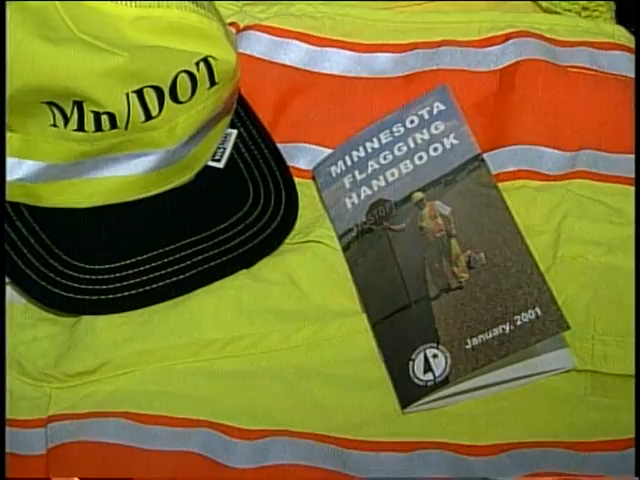 Mn/DOT
MINNESOTA
FLAGGING
HANDBOOK
STOP
January, 2001